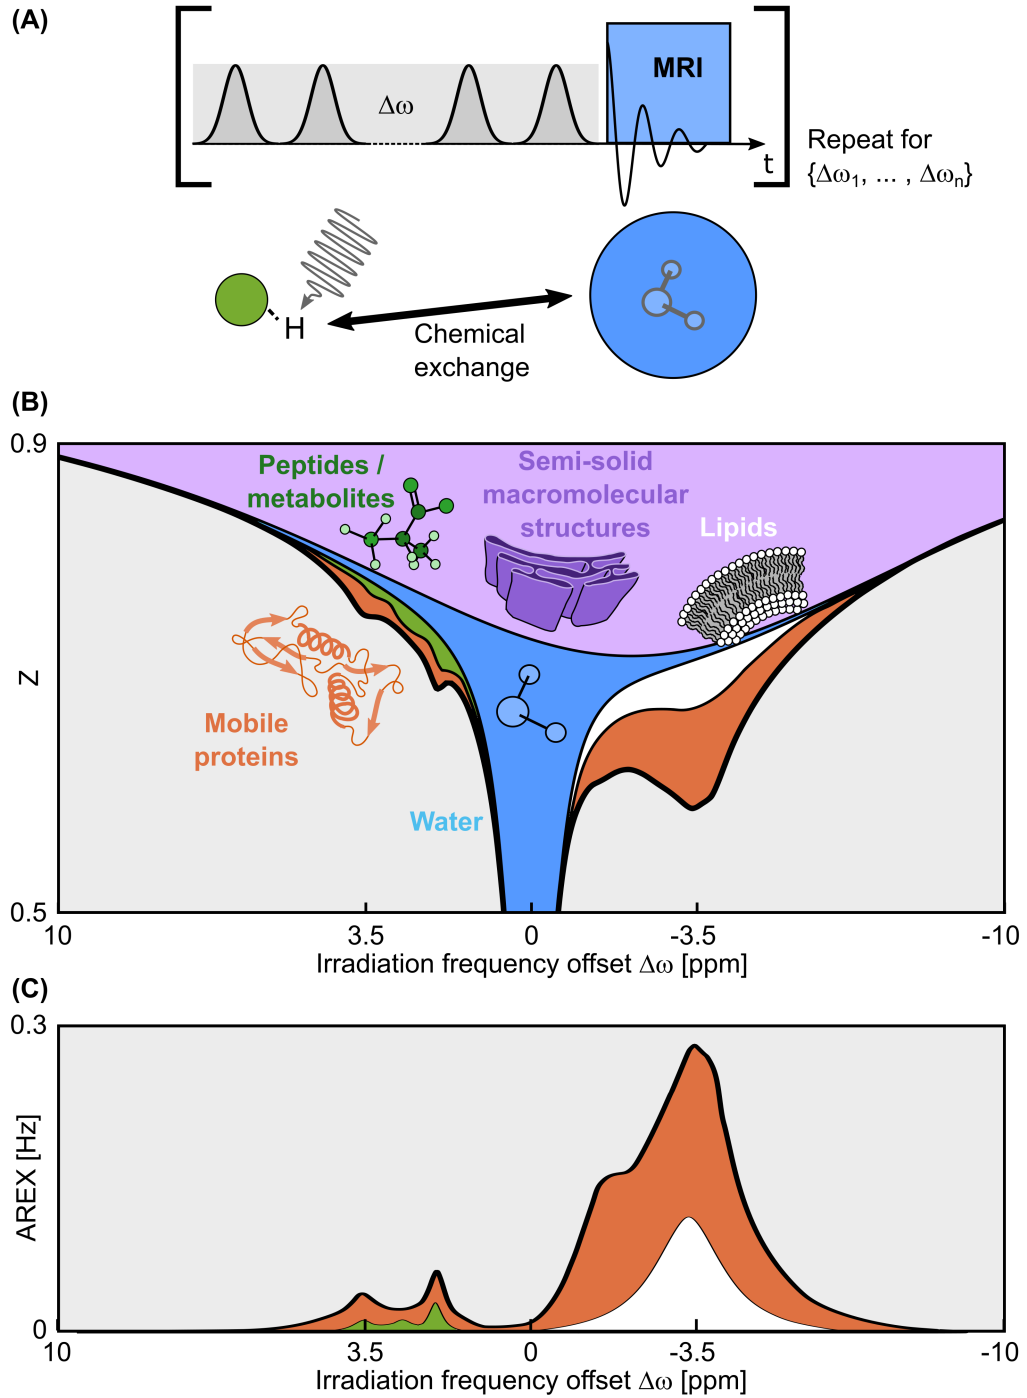 (A)
MRI
Δω
t
Repeat for
{Δω1, ... , Δωn}
H
Chemical
exchange
(B)
0.9
Peptides /
metabolites
Semi-solid
macromolecular
structures
Lipids
Z
Mobile
proteins
Water
0.5
10 3.5 0 -3.5 -10
Irradiation frequency offset Δω [ppm]
(C)
0.3
AREX [Hz]
0
10 3.5 0 -3.5 -10
Irradiation frequency offset Δω [ppm]